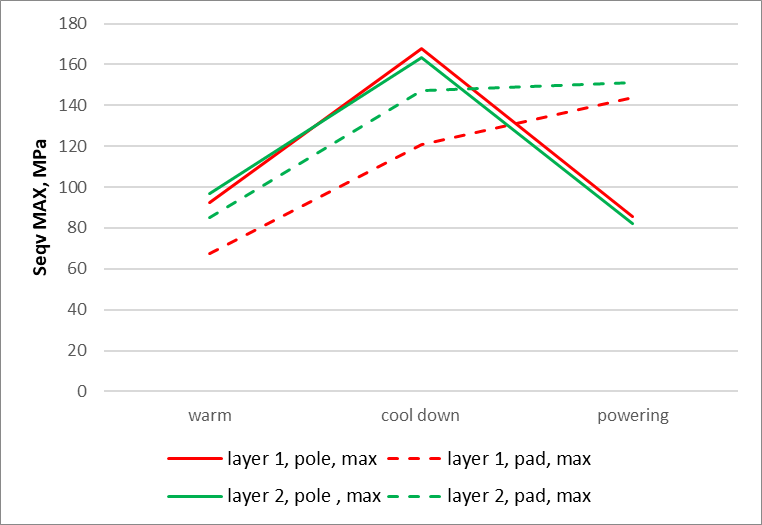 180
160
140
120
100
80
60
40
20
0
Seqv MAX, MPa
warm cool down powering
layer 1, pole, max layer 1, pad, max
layer 2, pole , max layer 2, pad, max